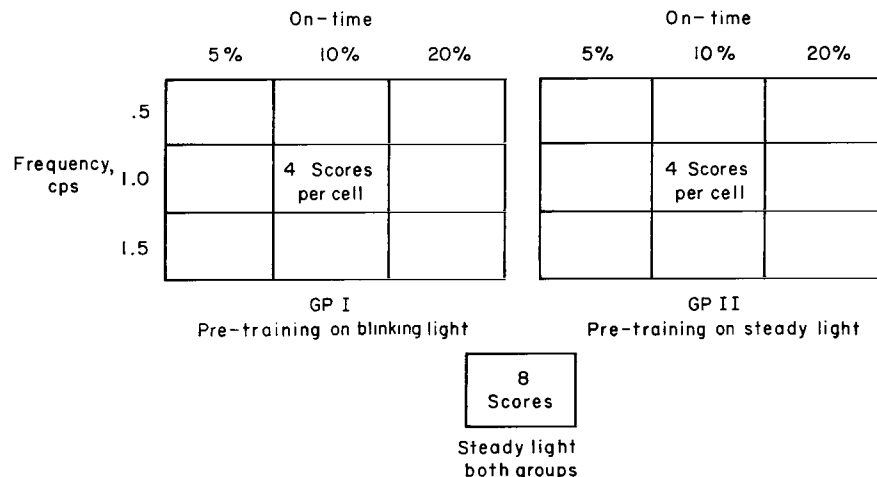 On-time On-time
5% 10% 20% 5% 10% 20%
.5
Frequency, cps 1.0
4 Scores per cell
4 Scores per cell
1.5
GP I GP II
Pre-training on blinking light Pre-training on steady light
8
Scores
Steady light
both groups